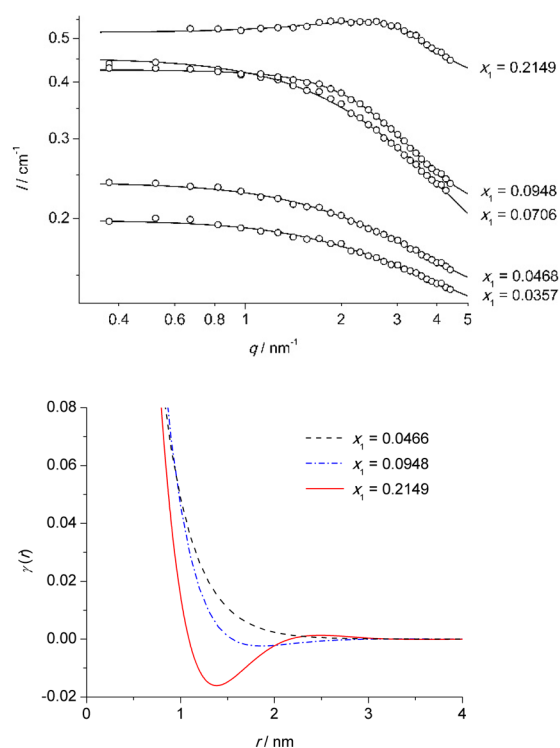 0.5
0.4
0.3
0.2
I / cm⁻¹
x₁ = 0.2149
x₁ = 0.0948
x₁ = 0.0706
x₁ = 0.0468
x₁ = 0.0357
0.4 0.6 0.8 1 2 3 4 5
q / nm⁻¹
0.08
0.06
0.04
0.02
0.00
-0.02
γ(r)
x₁ = 0.0466
x₁ = 0.0948
x₁ = 0.2149
0 1 2 3 4
r / nm